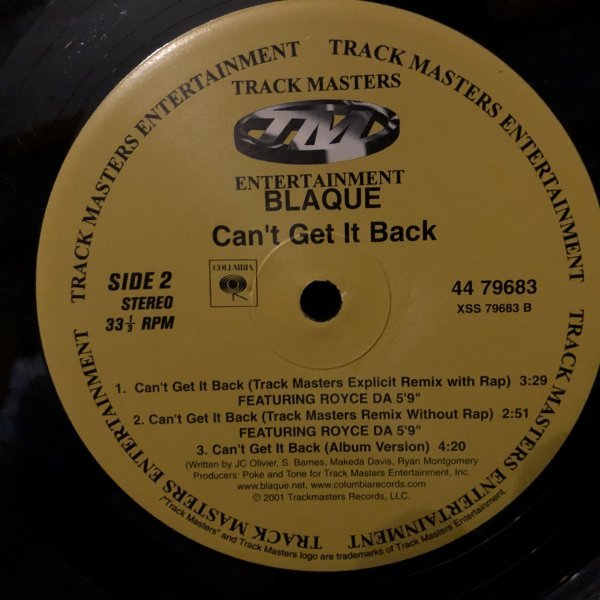 TRACK MASTERS ENTERTAINMENT
TRACK MASTERS ENTERTAINMENT
TRACK MASTERS ENTERTAINMENT
TRACK MASTERS ENTERTAINMENT
TRACK MASTERS
TM
ENTERTAINMENT
BLAQUE
Can't Get It Back
SIDE 2
STEREO
33⅓ RPM
COLUMBIA
44 79683
XSS 79683 B
1. Can't Get It Back (Track Masters Explicit Remix with Rap) 3:29
FEATURING ROYCE DA 5'9"
2. Can't Get It Back (Track Masters Remix Without Rap) 2:51
FEATURING ROYCE DA 5'9"
3. Can't Get It Back (Album Version) 4:20
(Written by JC Olivier, S. Barnes, Makeda Davis, Ryan Montgomery)
Producers: Poke and Tone for Track Masters Entertainment, Inc.
www.blaque.net, www.columbiarecords.com
℗ 2001 Trackmasters Records, LLC.
/"Track Masters" and Track Masters logo are trademarks of Track Masters Entertainment, Inc.